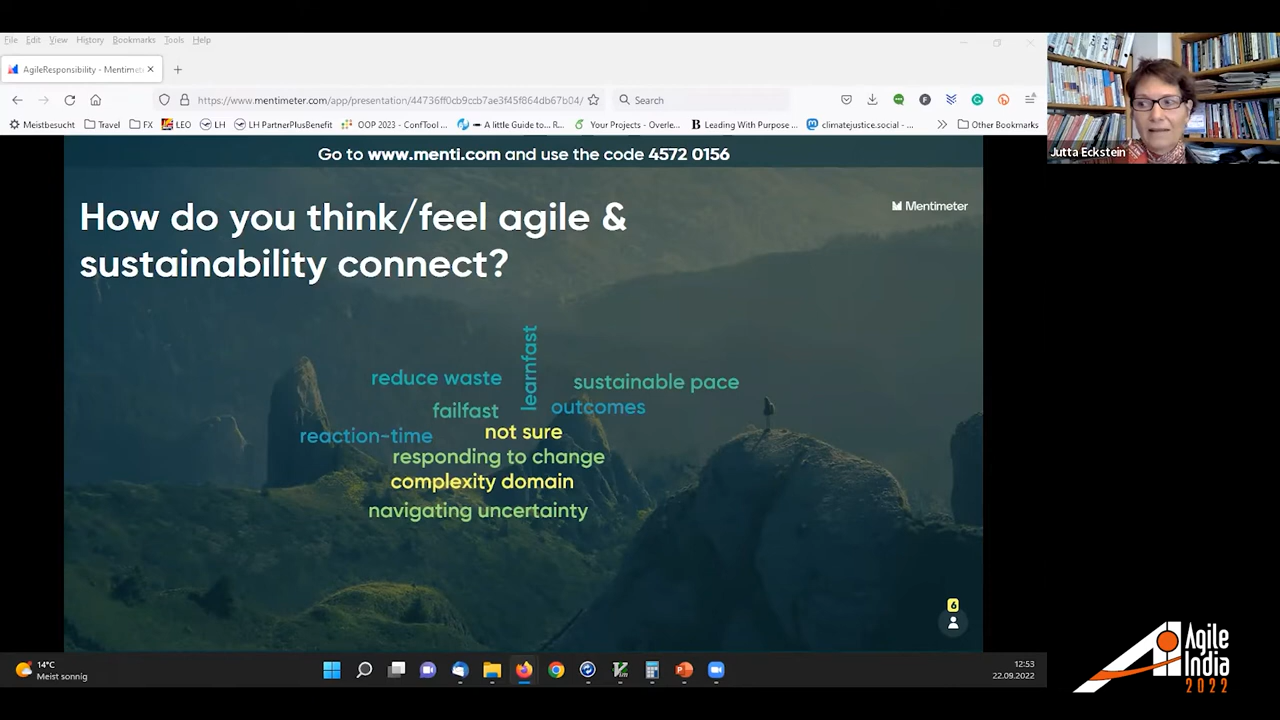 File Edit View History Bookmarks Tools Help
AgileResponsibility - Mentimet
https://www.mentimeter.com/app/presentation/44736ff0cb9ccb7ae3f45f864db67b04/
Search
Meistbesucht Travel FX LEO LH LH PartnerPlusBenefit OOP 2023 - ConfTool ... A little Guide to... R... Your Projects - Overle... Leading With Purpose ... climatejustice.social - ... Other Bookmarks
Jutta Eckstein
Go to www.menti.com and use the code 4572 0156
How do you think/feel agile &
sustainability connect?
Mentimeter
learnfast
reduce waste
sustainable pace
failfast
outcomes
reaction-time
not sure
responding to change
complexity domain
navigating uncertainty
6
14°C
Meist sonnig
12:53
22.09.2022
Agile
India
2022